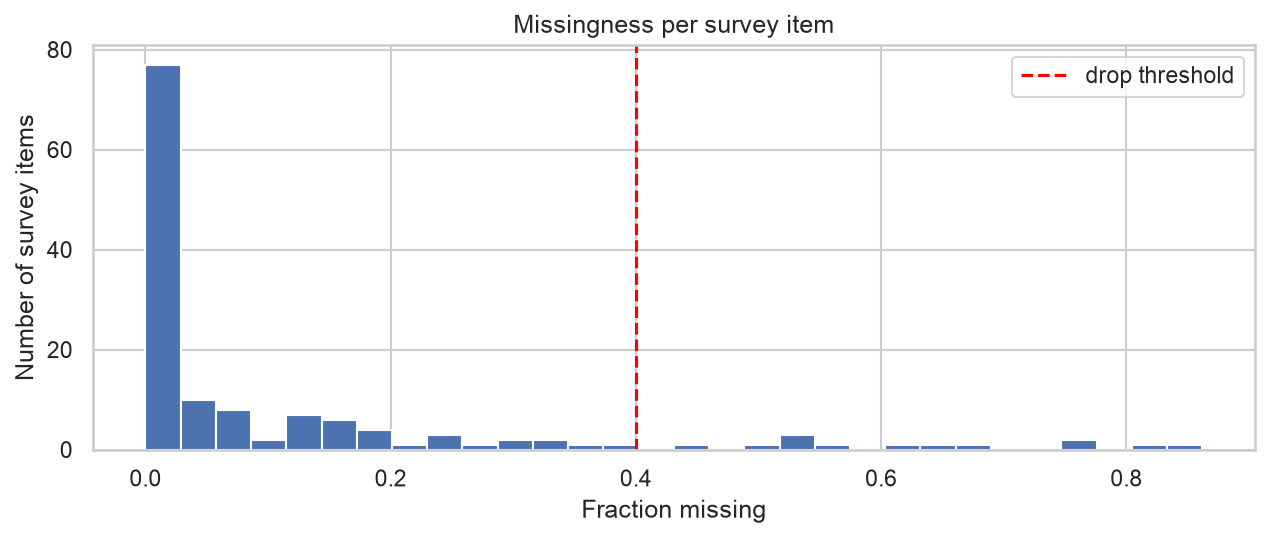 Missingness per survey item
drop threshold
Number of survey items
80
60
40
20
0
0.0 0.2 0.4 0.6 0.8
Fraction missing